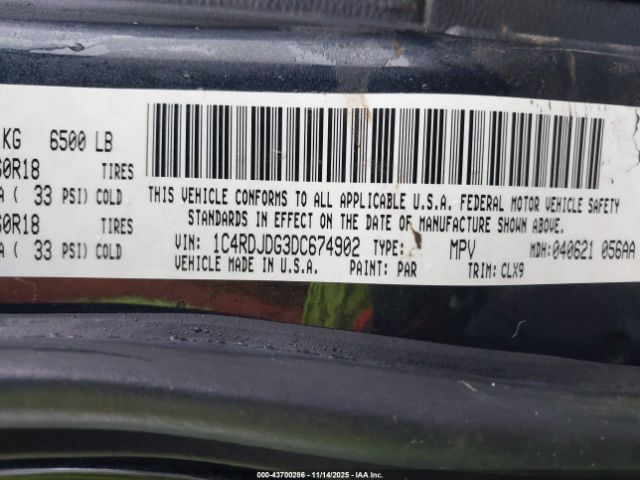 KG 6500 LB
60R18 TIRES
A ( 33 PSI) COLD
60R18 TIRES
A ( 33 PSI) COLD
THIS VEHICLE CONFORMS TO ALL APPLICABLE U.S.A. FEDERAL MOTOR VEHICLE SAFETY
STANDARDS IN EFFECT ON THE DATE OF MANUFACTURE SHOWN ABOVE.
VIN: 1C4RDJDG3DC674902 TYPE: MPV MDH:040621 056AA
VEHICLE MADE IN U.S.A. PAINT: PAR TRIM: CLX9
000-43700286 - 11/14/2025 - IAA Inc.